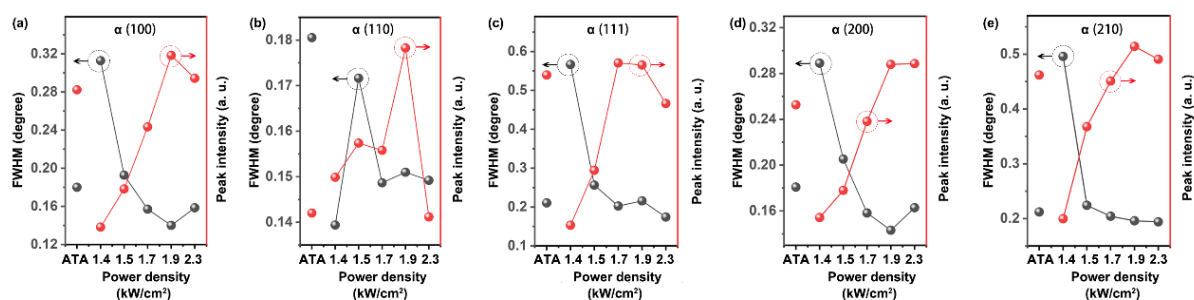 (a)
α (100)
FWHM (degree)
0.32
0.28
0.24
0.20
0.16
0.12
ATA 1.4 1.5 1.7 1.9 2.3
Power density
(kW/cm²)
Peak intensity (a. u.)
(b)
α (110)
FWHM (degree)
0.18
0.17
0.16
0.15
0.14
ATA 1.4 1.5 1.7 1.9 2.3
Power density
(kW/cm²)
Peak intensity (a. u.)
(c)
α (111)
FWHM (degree)
0.6
0.5
0.4
0.3
0.2
0.1
ATA 1.4 1.5 1.7 1.9 2.3
Power density
(kW/cm²)
Peak intensity (a. u.)
(d)
α (200)
FWHM (degree)
0.32
0.28
0.24
0.20
0.16
ATA 1.4 1.5 1.7 1.9 2.3
Power density
(kW/cm²)
Peak intensity (a. u.)
(e)
α (210)
FWHM (degree)
0.5
0.4
0.3
0.2
ATA 1.4 1.5 1.7 1.9 2.3
Power density
(kW/cm²)
Peak intensity (a. u.)